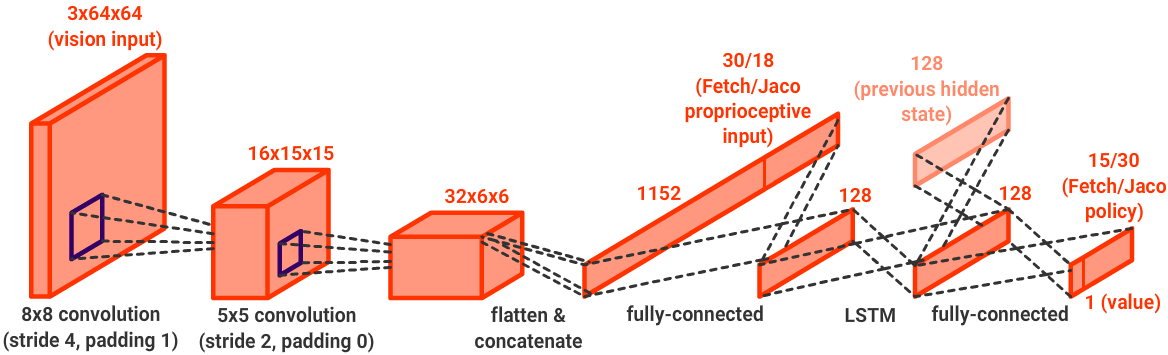 3x64x64
(vision input)
16x15x15
32x6x6
30/18
(Fetch/Jaco
proprioceptive
input)
1152
128
128
(previous hidden
state)
128
15/30
(Fetch/Jaco
policy)
1 (value)
8x8 convolution
(stride 4, padding 1)
5x5 convolution
(stride 2, padding 0)
flatten &
concatenate
fully-connected
LSTM
fully-connected